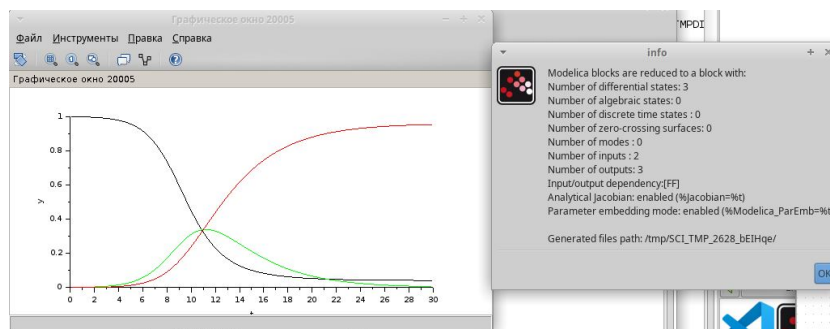 Графическое окно 20005
Файл Инструменты Правка Справка
Графическое окно 20005
1
0.8
0.6
y
0.4
0.2
0
0 2 4 6 8 10 12 14 16 18 20 22 24 26 28 30
t
MPDI
info
Modelica blocks are reduced to a block with:
Number of differential states: 3
Number of algebraic states: 0
Number of discrete time states : 0
Number of zero-crossing surfaces: 0
Number of modes : 0
Number of inputs : 2
Number of outputs: 3
Input/output dependency:[FF]
Analytical Jacobian: enabled (%Jacobian=%t)
Parameter embedding mode: enabled (%Modelica_ParEmb=%t
Generated files path: /tmp/SCI_TMP_2628_bEIHqe/
OK